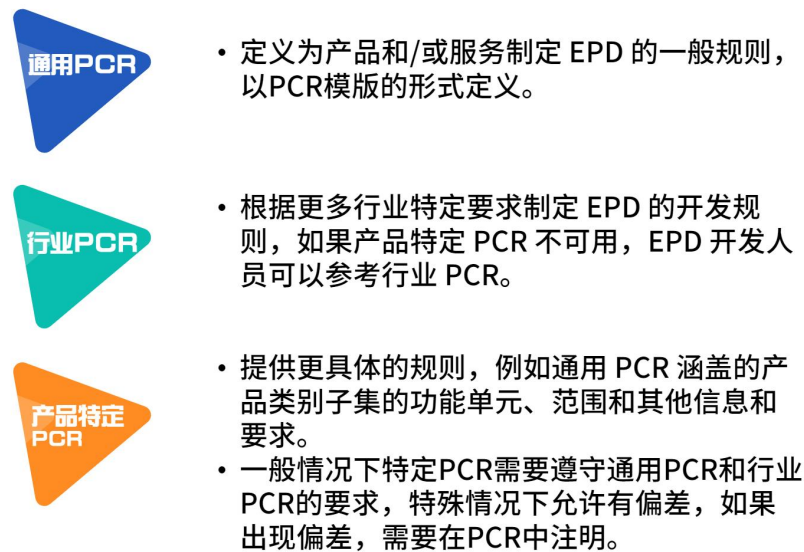 通用PCR
• 定义为产品和/或服务制定 EPD 的一般规则，
以PCR模版的形式定义。
行业PCR
• 根据更多行业特定要求制定 EPD 的开发规
则，如果产品特定 PCR 不可用，EPD 开发人
员可以参考行业 PCR。
产品特定
PCR
• 提供更具体的规则，例如通用 PCR 涵盖的产
品类别子集的功能单元、范围和其他信息和
要求。
• 一般情况下特定PCR需要遵守通用PCR和行业
PCR的要求，特殊情况下允许有偏差，如果
出现偏差，需要在PCR中注明。